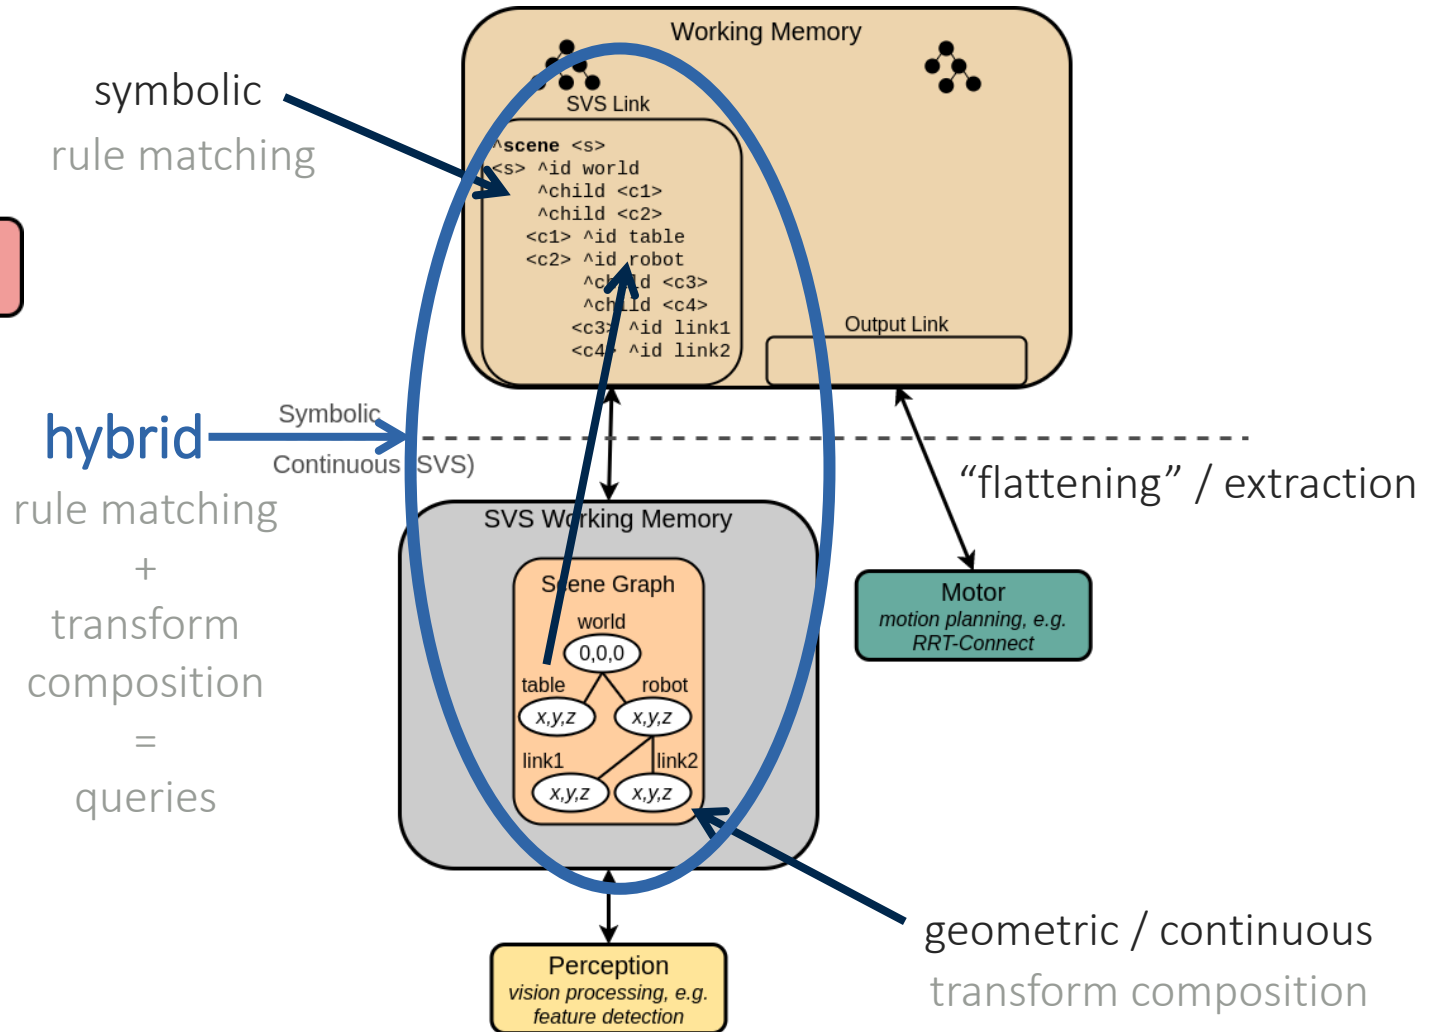 Working Memory
symbolic
rule matching
SVS Link
^scene <s>
<s> ^id world
^child <c1>
^child <c2>
<c1> ^id table
<c2> ^id robot
^child <c3>
^child <c4>
<c3> ^id link1
<c4> ^id link2
Output Link
hybrid
Symbolic
Continuous (SVS)
rule matching
+
transform
composition
=
queries
“flattening” / extraction
SVS Working Memory
Scene Graph
world
0,0,0
table robot
x,y,z x,y,z
link1 link2
x,y,z x,y,z
Motor
motion planning, e.g.
RRT-Connect
geometric / continuous
transform composition
Perception
vision processing, e.g.
feature detection